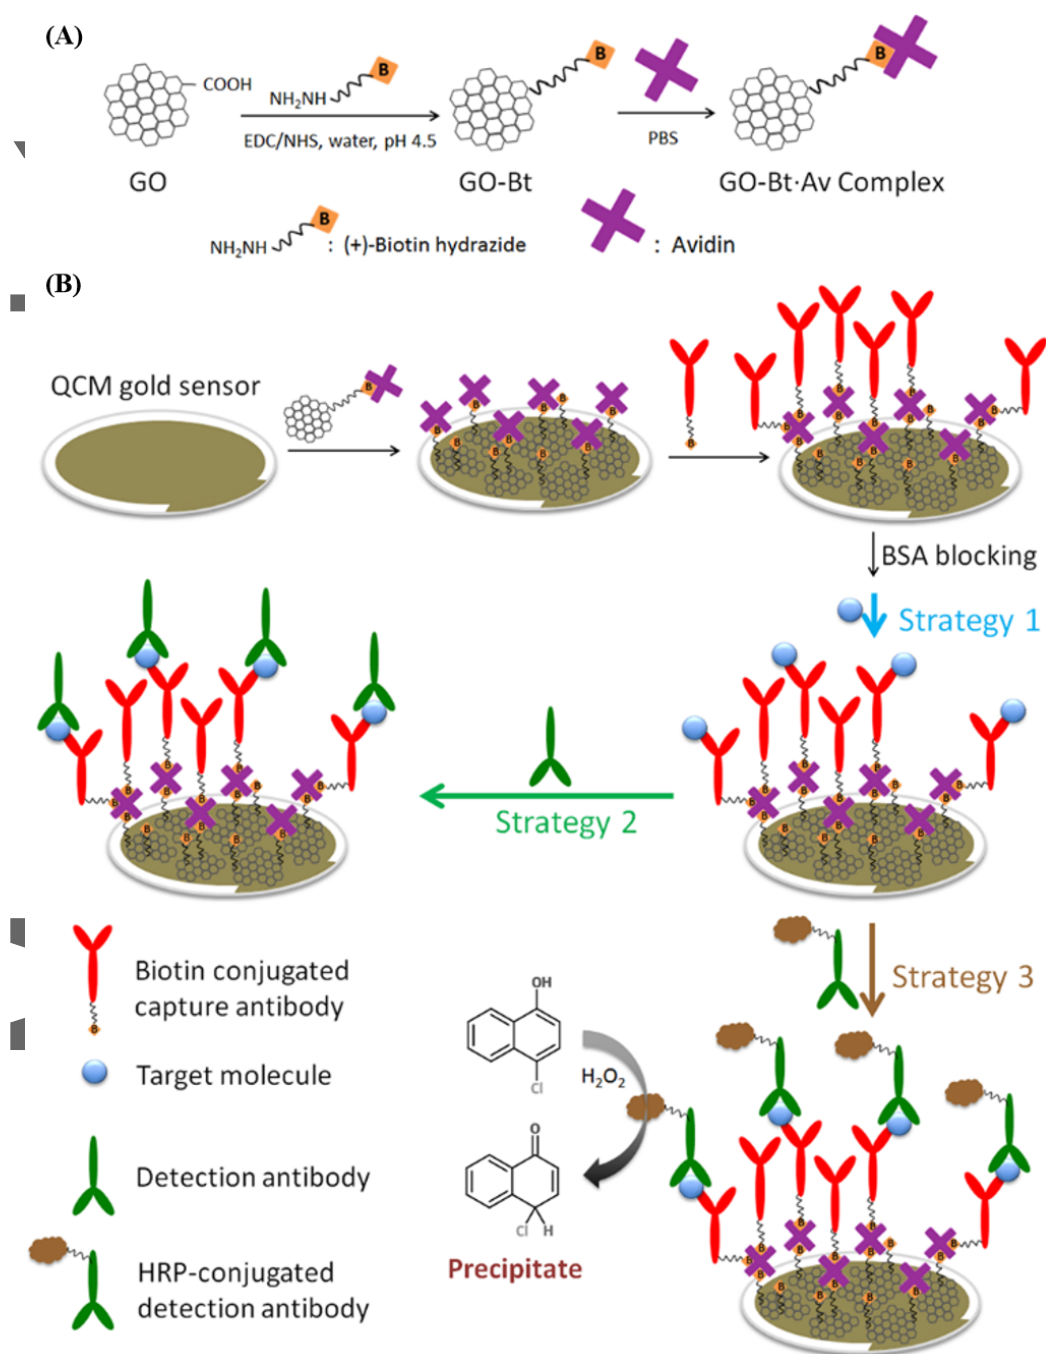 (A)
COOH
B
NH₂NH
EDC/NHS, water, pH 4.5
B
PBS
B
GO
GO-Bt
GO-Bt·Av Complex
NH₂NH
B
: (+)-Biotin hydrazide
: Avidin
(B)
QCM gold sensor
B
BSA blocking
Strategy 1
Strategy 2
Strategy 3
Biotin conjugated
capture antibody
B
Target molecule
Detection antibody
HRP-conjugated
detection antibody
OH
Cl
H₂O₂
O
Cl H
Precipitate